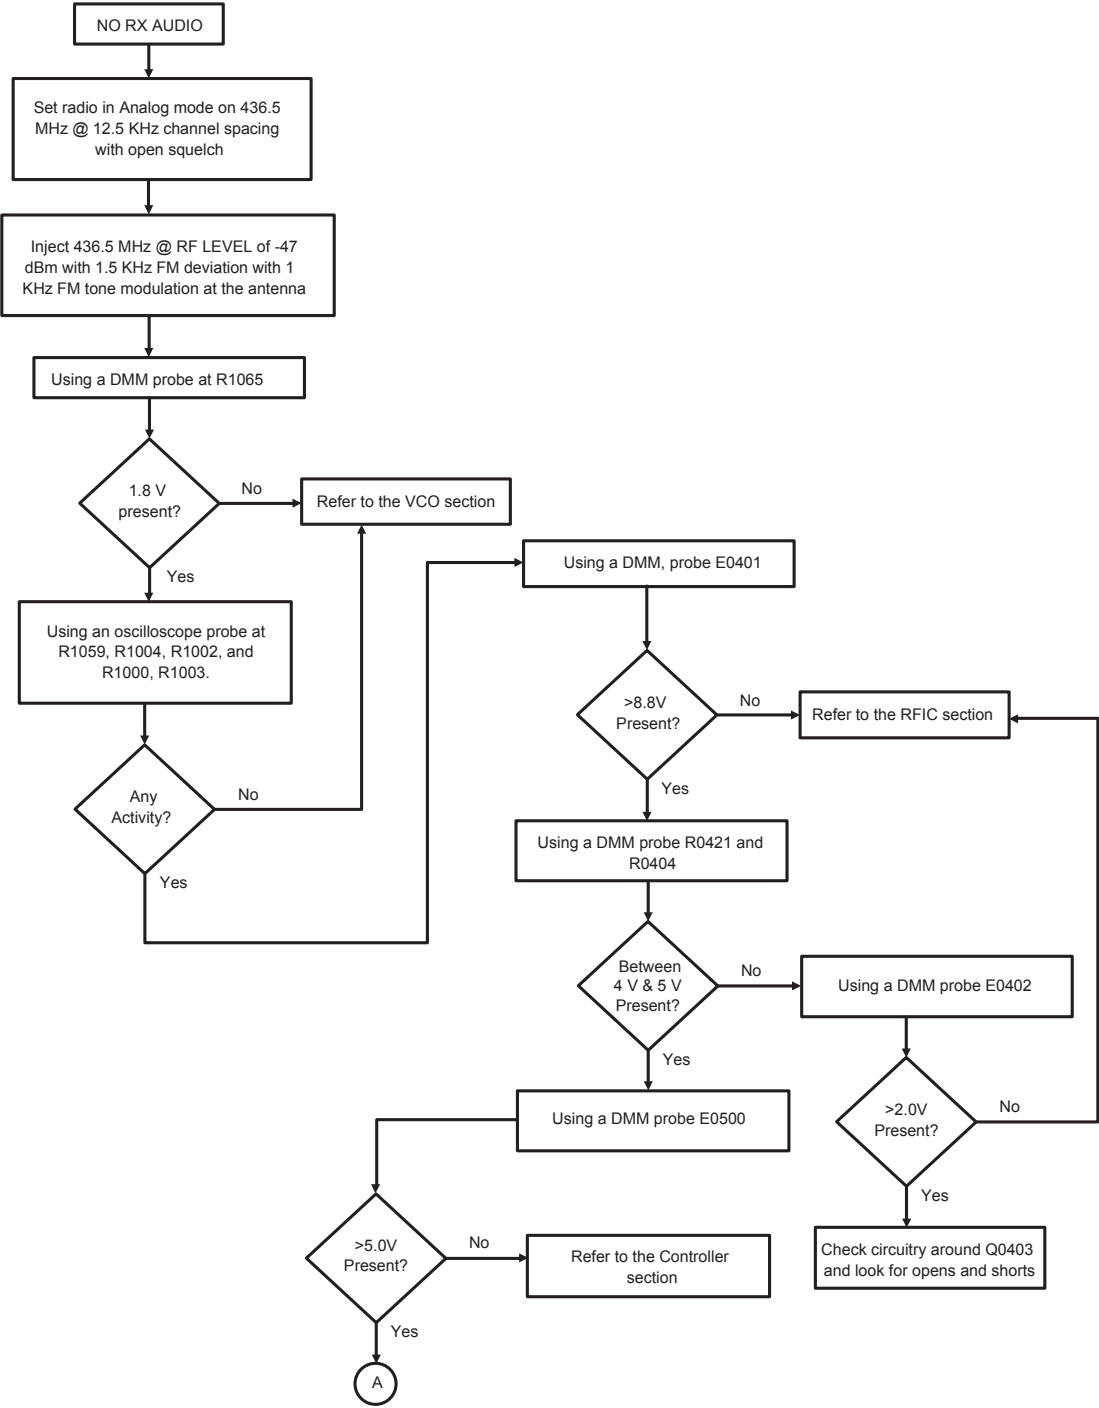 NO RX AUDIO
Set radio in Analog mode on 436.5
MHz @ 12.5 KHz channel spacing
with open squelch
Inject 436.5 MHz @ RF LEVEL of -47
dBm with 1.5 KHz FM deviation with 1
KHz FM tone modulation at the antenna
Using a DMM probe at R1065
1.8 V
present?
No
Refer to the VCO section
Yes
Using an oscilloscope probe at
R1059, R1004, R1002, and
R1000, R1003.
Any
Activity?
No
Yes
Using a DMM, probe E0401
>8.8V
Present?
No
Refer to the RFIC section
Yes
Using a DMM probe R0421 and
R0404
Between
4 V & 5 V
Present?
No
Using a DMM probe E0402
Yes
>2.0V
Present?
No
Yes
Check circuitry around Q0403
and look for opens and shorts
Using a DMM probe E0500
>5.0V
Present?
No
Refer to the Controller
section
Yes
A